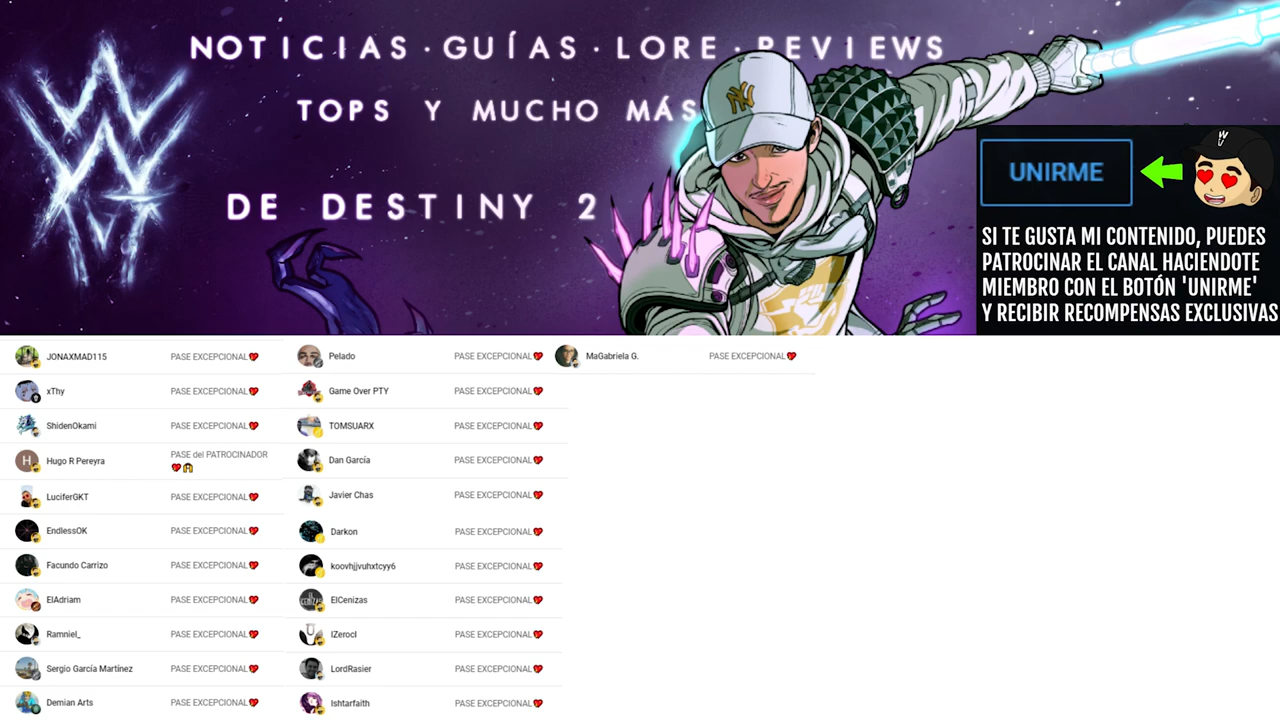 NOTICIAS · GUÍAS · LORE · REVIEWS
TOPS Y MUCHO MÁS
DE DESTINY 2
UNIRME
SI TE GUSTA MI CONTENIDO, PUEDES
PATROCINAR EL CANAL HACIENDOTE
MIEMBRO CON EL BOTÓN 'UNIRME'
Y RECIBIR RECOMPENSAS EXCLUSIVAS
JONAXMAD115 PASE EXCEPCIONAL
xThy PASE EXCEPCIONAL
ShidenOkami PASE EXCEPCIONAL
H Hugo R Pereyra PASE del PATROCINADOR
LuciferGKT PASE EXCEPCIONAL
EndlessOK PASE EXCEPCIONAL
Facundo Carrizo PASE EXCEPCIONAL
ElAdriam PASE EXCEPCIONAL
Ramniel_ PASE EXCEPCIONAL
Sergio García Martínez PASE EXCEPCIONAL
Demian Arts PASE EXCEPCIONAL
Pelado PASE EXCEPCIONAL
Game Over PTY PASE EXCEPCIONAL
TOMSUARX PASE EXCEPCIONAL
Dan García PASE EXCEPCIONAL
Javier Chas PASE EXCEPCIONAL
Darkon PASE EXCEPCIONAL
koovhjjvuhxtcyy6 PASE EXCEPCIONAL
ElCenizas PASE EXCEPCIONAL
IZerocI PASE EXCEPCIONAL
LordRasier PASE EXCEPCIONAL
Ishtarfaith PASE EXCEPCIONAL
MaGabriela G. PASE EXCEPCIONAL